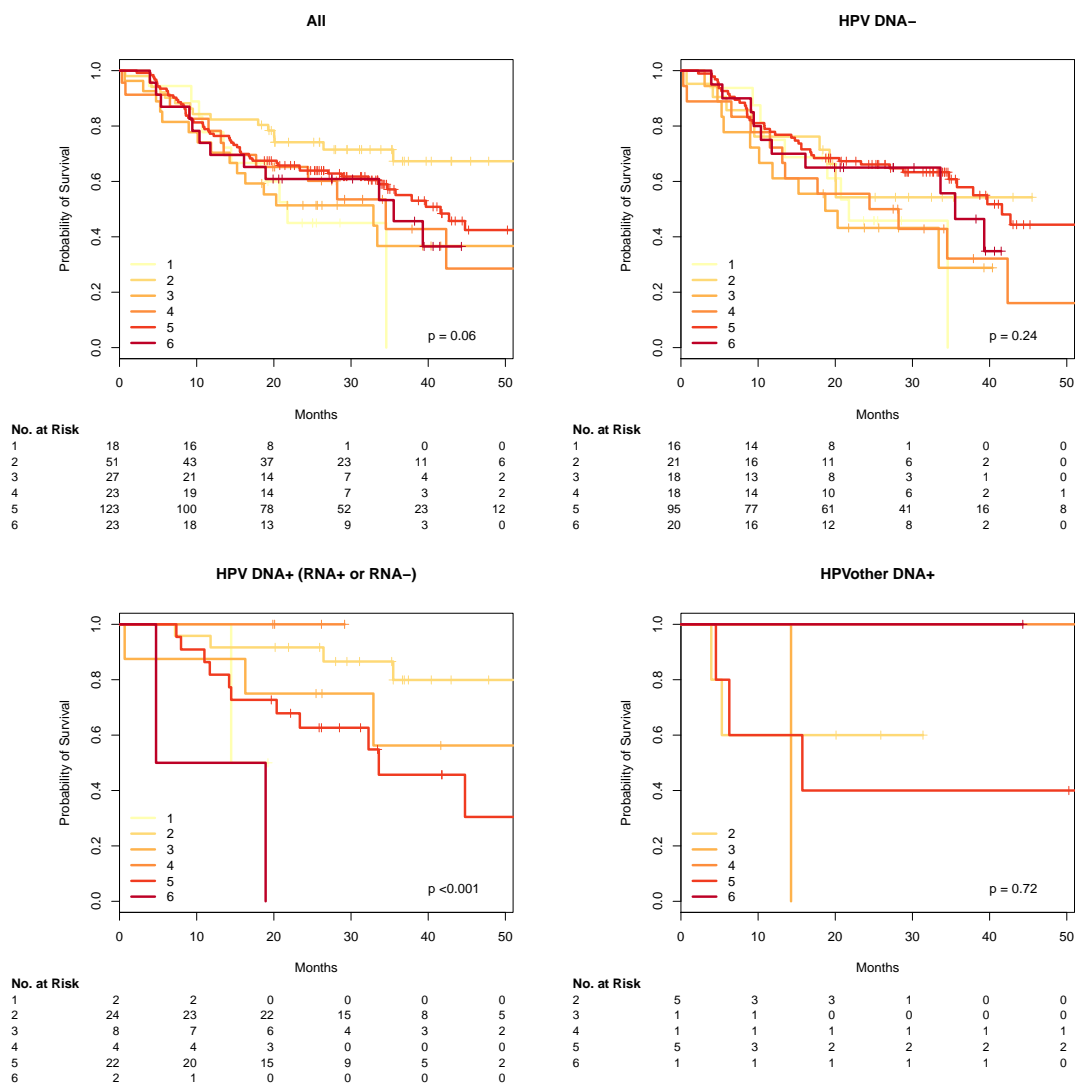 All
Probability of Survival
1.0
0.8
0.6
0.4
0.2
0.0
1
2
3
4
5
6
p = 0.06
0 10 20 30 40 50
Months
No. at Risk
1 18 16 8 1 0 0
2 51 43 37 23 11 6
3 27 21 14 7 4 2
4 23 19 14 7 3 2
5 123 100 78 52 23 12
6 23 18 13 9 3 0
HPV DNA−
Probability of Survival
1.0
0.8
0.6
0.4
0.2
0.0
1
2
3
4
5
6
p = 0.24
0 10 20 30 40 50
Months
No. at Risk
1 16 14 8 1 0 0
2 21 16 11 6 2 0
3 18 13 8 3 1 0
4 18 14 10 6 2 1
5 95 77 61 41 16 8
6 20 16 12 8 2 0
HPV DNA+ (RNA+ or RNA−)
Probability of Survival
1.0
0.8
0.6
0.4
0.2
0.0
1
2
3
4
5
6
p <0.001
0 10 20 30 40 50
Months
No. at Risk
1 2 2 0 0 0 0
2 24 23 22 15 8 5
3 8 7 6 4 3 2
4 4 4 3 0 0 0
5 22 20 15 9 5 2
6 2 1 0 0 0 0
HPVother DNA+
Probability of Survival
1.0
0.8
0.6
0.4
0.2
0.0
2
3
4
5
6
p = 0.72
0 10 20 30 40 50
Months
No. at Risk
2 5 3 3 1 0 0
3 1 1 0 0 0 0
4 1 1 1 1 1 1
5 5 3 2 2 2 2
6 1 1 1 1 1 0